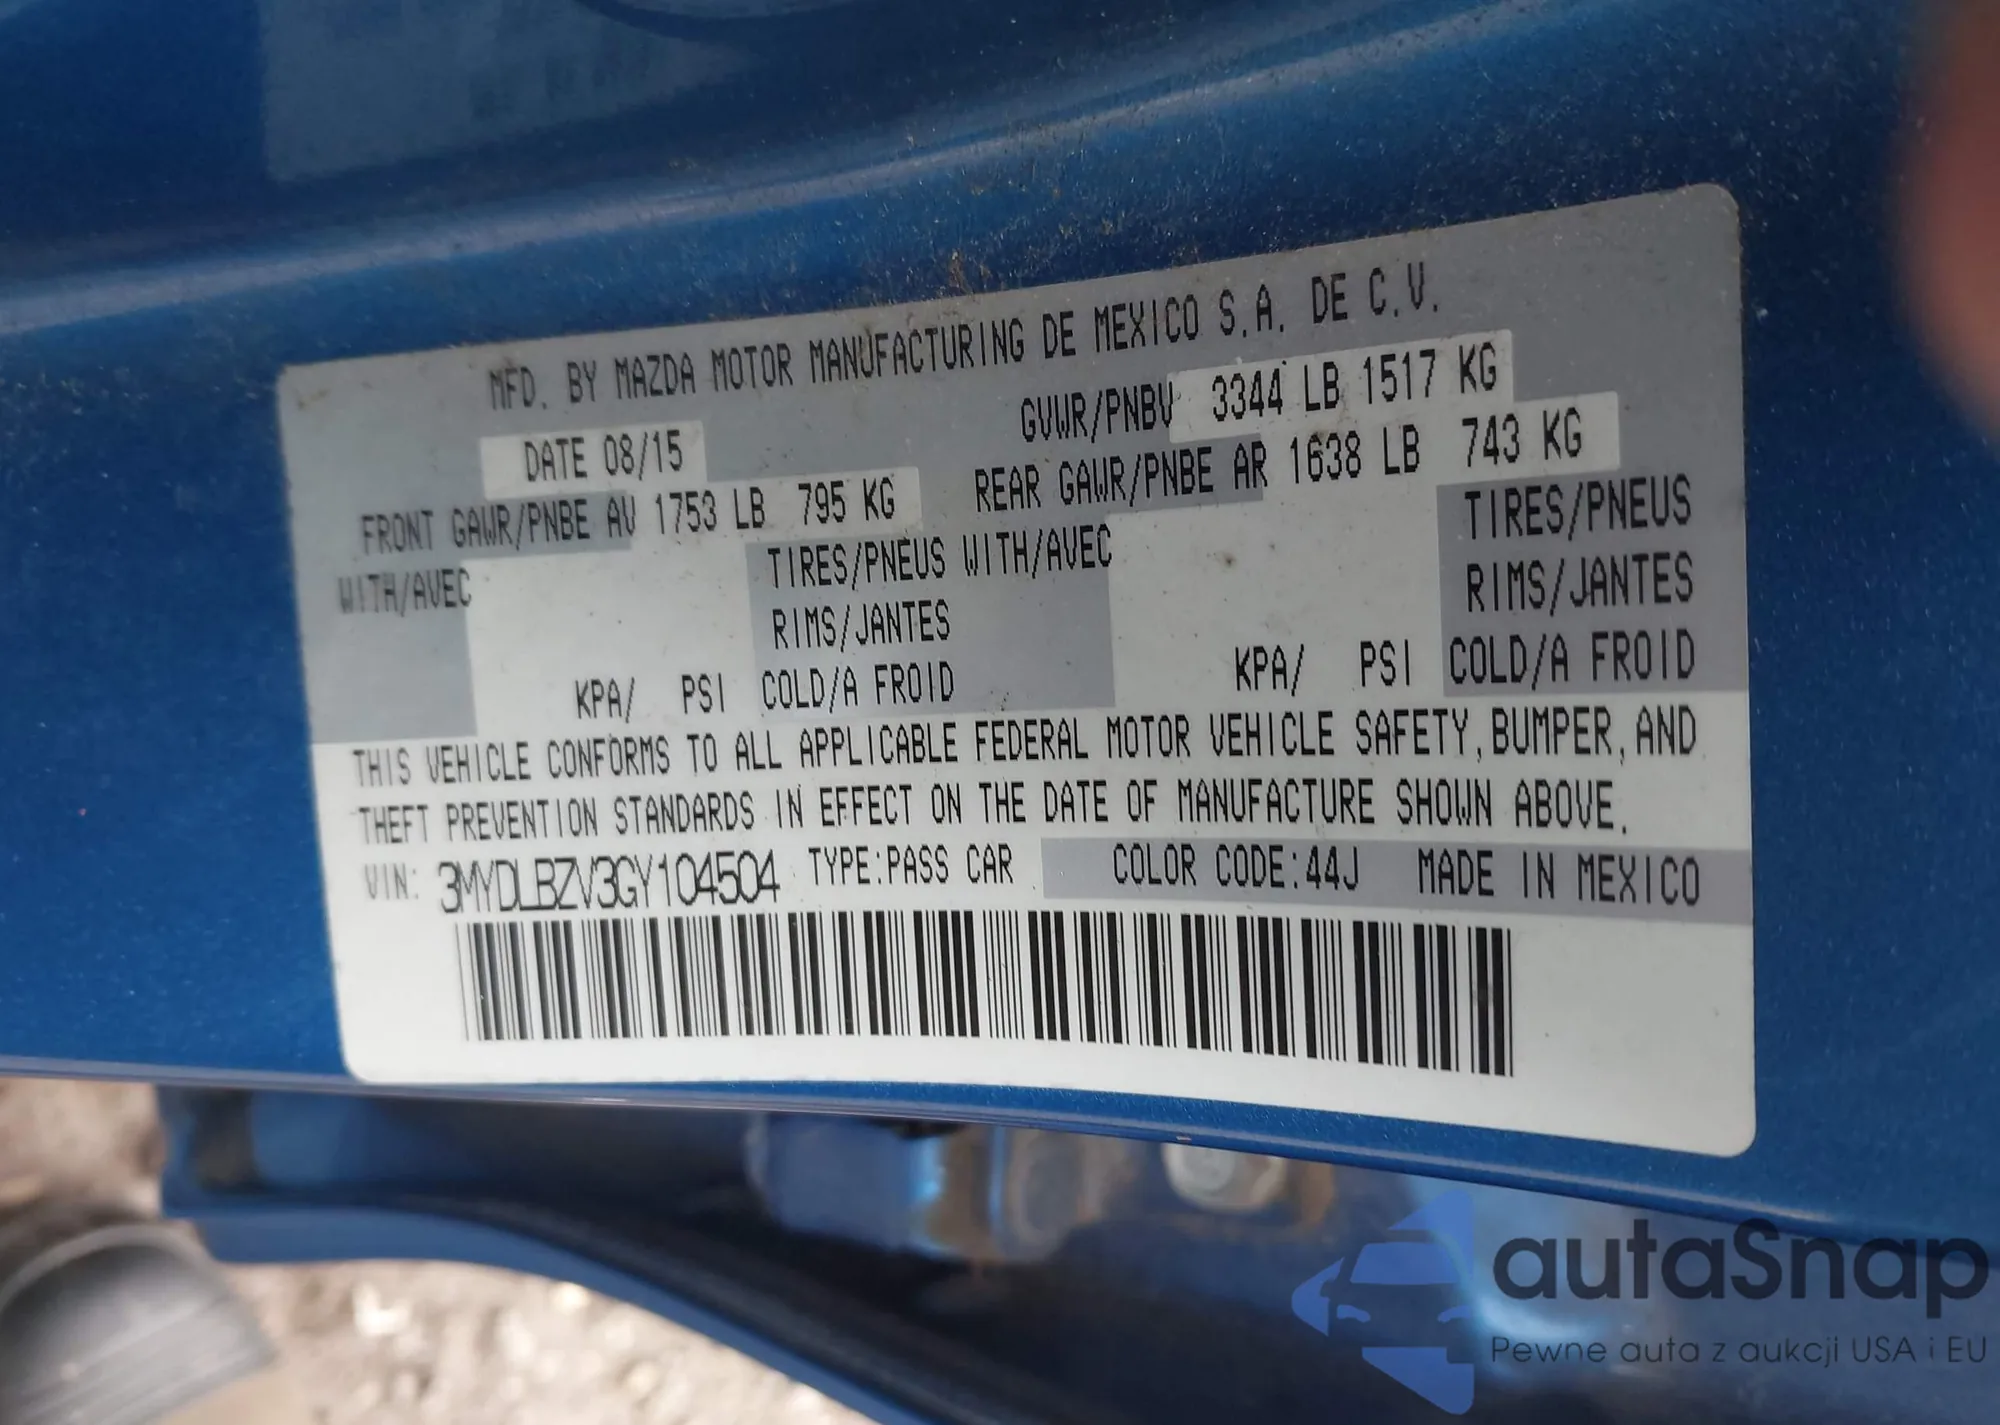 MFD. BY MAZDA MOTOR MANUFACTURING DE MEXICO S.A. DE C.V.
DATE 08/15 GVWR/PNBV 3344 LB 1517 KG
FRONT GAWR/PNBE AV 1753 LB 795 KG REAR GAWR/PNBE AR 1638 LB 743 KG
WITH/AVEC TIRES/PNEUS WITH/AVEC TIRES/PNEUS
RIMS/JANTES RIMS/JANTES
KPA/ PSI COLD/A FROID KPA/ PSI COLD/A FROID
THIS VEHICLE CONFORMS TO ALL APPLICABLE FEDERAL MOTOR VEHICLE SAFETY, BUMPER, AND
THEFT PREVENTION STANDARDS IN EFFECT ON THE DATE OF MANUFACTURE SHOWN ABOVE.
VIN: 3MYDLBZV3GY104504 TYPE:PASS CAR COLOR CODE:44J MADE IN MEXICO
autaSnap
Pewne auta z aukcji USA i EU